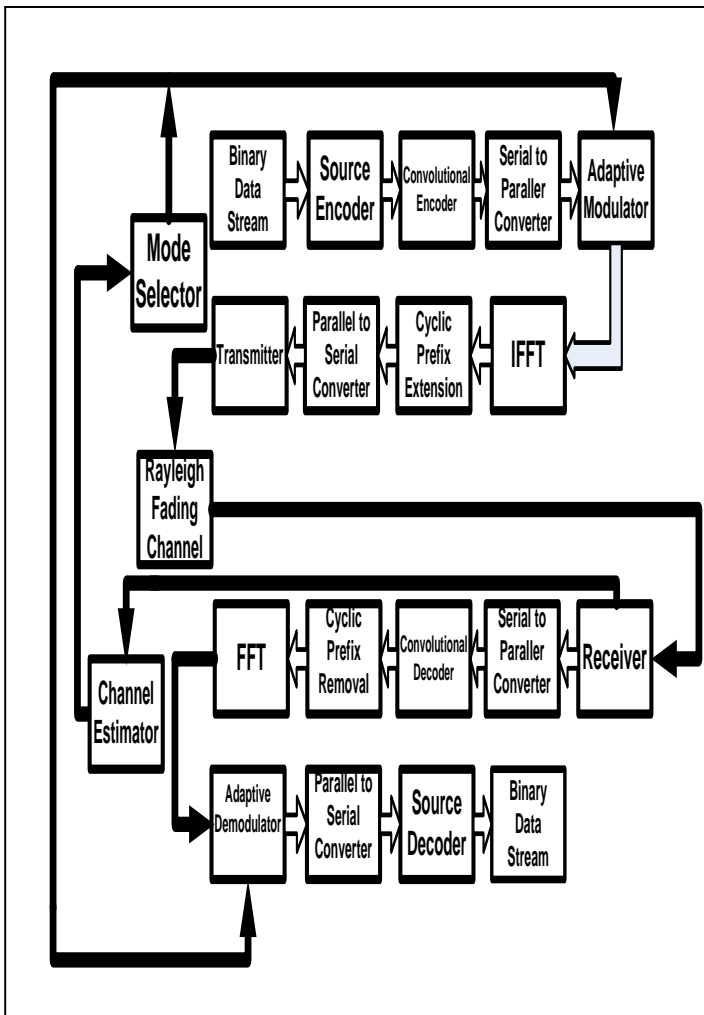 Binary
Data
Stream
Source
Encoder
Convolutional
Encoder
Serial to
Paraller
Converter
Adaptive
Modulator
Mode
Selector
Transmitter
Parallel to
Serial
Converter
Cyclic
Prefix
Extension
IFFT
Rayleigh
Fading
Channel
FFT
Cyclic
Prefix
Removal
Convolutional
Decoder
Serial to
Paraller
Converter
Receiver
Channel
Estimator
Adaptive
Demodulator
Parallel to
Serial
Converter
Source
Decoder
Binary
Data
Stream